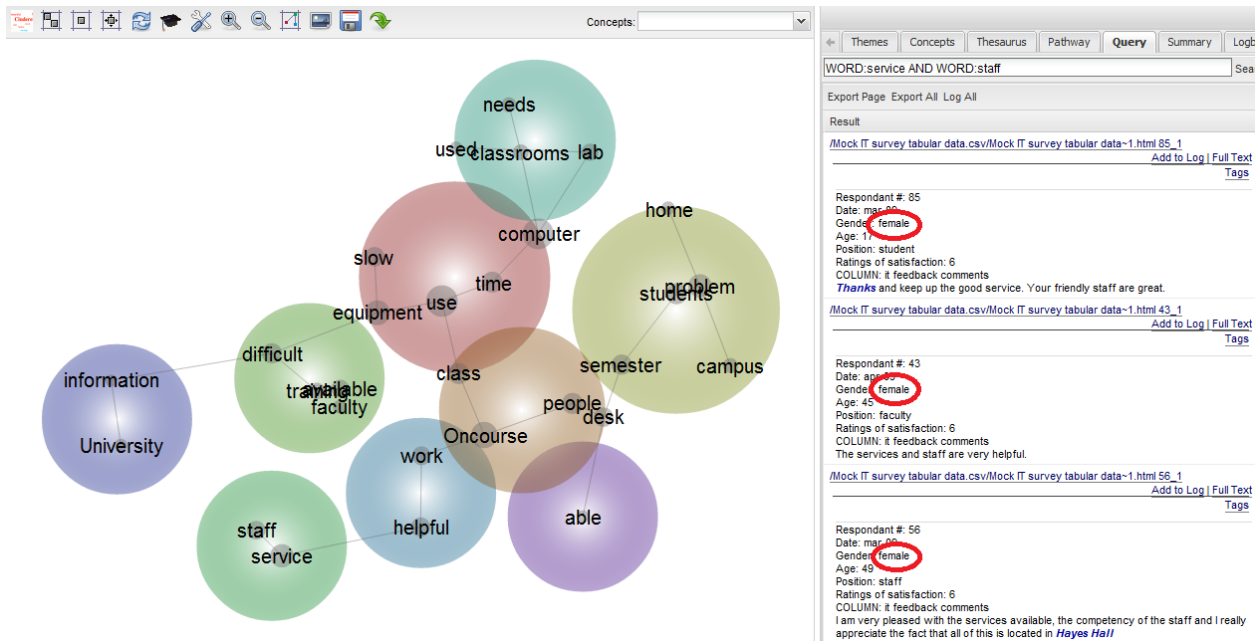 Concepts:
Themes Concepts Thesaurus Pathway Query Summary
WORD:service AND WORD:staff
Export Page Export All Log All
Result
/Mock IT survey tabular data.csv/Mock IT survey tabular data~1.html 85_1
Add to Log | Full Text
Tags
Respondant #: 85
Date: mar
Gender: female
Age: 17
Position: student
Ratings of satisfaction: 6
COLUMN: it feedback comments
Thanks and keep up the good service. Your friendly staff are great.
/Mock IT survey tabular data.csv/Mock IT survey tabular data~1.html 43_1
Add to Log | Full Text
Tags
Respondant #: 43
Date: apr
Gender: female
Age: 45
Position: faculty
Ratings of satisfaction: 6
COLUMN: it feedback comments
The services and staff are very helpful.
/Mock IT survey tabular data.csv/Mock IT survey tabular data~1.html 56_1
Add to Log | Full Text
Tags
Respondant #: 56
Date: mar
Gender: female
Age: 49
Position: staff
Ratings of satisfaction: 6
COLUMN: it feedback comments
I am very pleased with the services available, the competency of the staff and I really
appreciate the fact that all of this is located in Hayes Hall
needs
used classrooms lab
home
computer
slow
time
problem
students
use
equipment
difficult
semester
campus
class
information
available
training
faculty
people
desk
Oncourse
University
work
able
helpful
staff
service